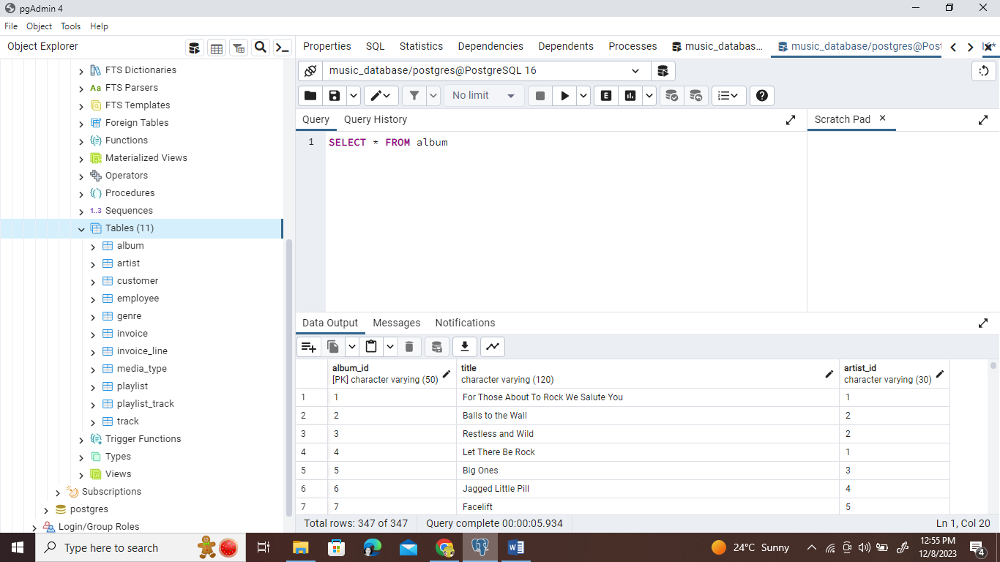 pgAdmin 4
File Object Tools Help
Object Explorer
Properties SQL Statistics Dependencies Dependents Processes music_databas... music_database/postgres@Post
FTS Dictionaries
Aa FTS Parsers
FTS Templates
Foreign Tables
Functions
Materialized Views
Operators
Procedures
1..3 Sequences
Tables (11)
album
artist
customer
employee
genre
invoice
invoice_line
media_type
playlist
playlist_track
track
Trigger Functions
Types
Views
Subscriptions
postgres
Login/Group Roles
music_database/postgres@PostgreSQL 16
No limit
E
Query Query History
Scratch Pad
1 SELECT * FROM album
Data Output Messages Notifications
album_id title artist_id
[PK] character varying (50) character varying (120) character varying (30)
1 1 For Those About To Rock We Salute You 1
2 2 Balls to the Wall 2
3 3 Restless and Wild 2
4 4 Let There Be Rock 1
5 5 Big Ones 3
6 6 Jagged Little Pill 4
7 7 Facelift 5
Total rows: 347 of 347 Query complete 00:00:05.934 Ln 1, Col 20
Type here to search
24°C Sunny
12:55 PM
12/8/2023
4